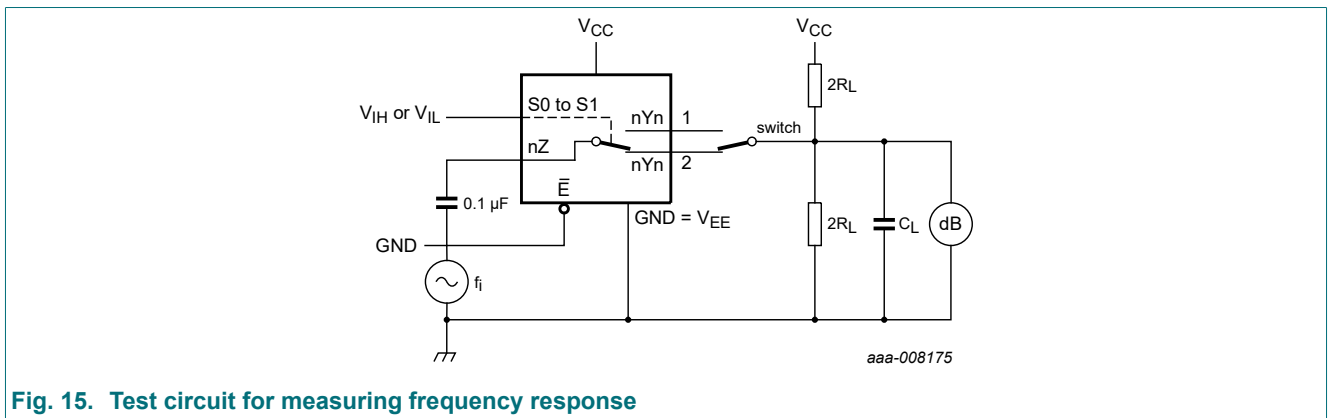 VCC
VCC
2RL
VIH or VIL
S0 to S1
nYn
1
switch
nZ
nYn
2
E̅
0.1 µF
GND = VEE
2RL
CL
dB
GND
fi
aaa-008175
Fig. 15. Test circuit for measuring frequency response